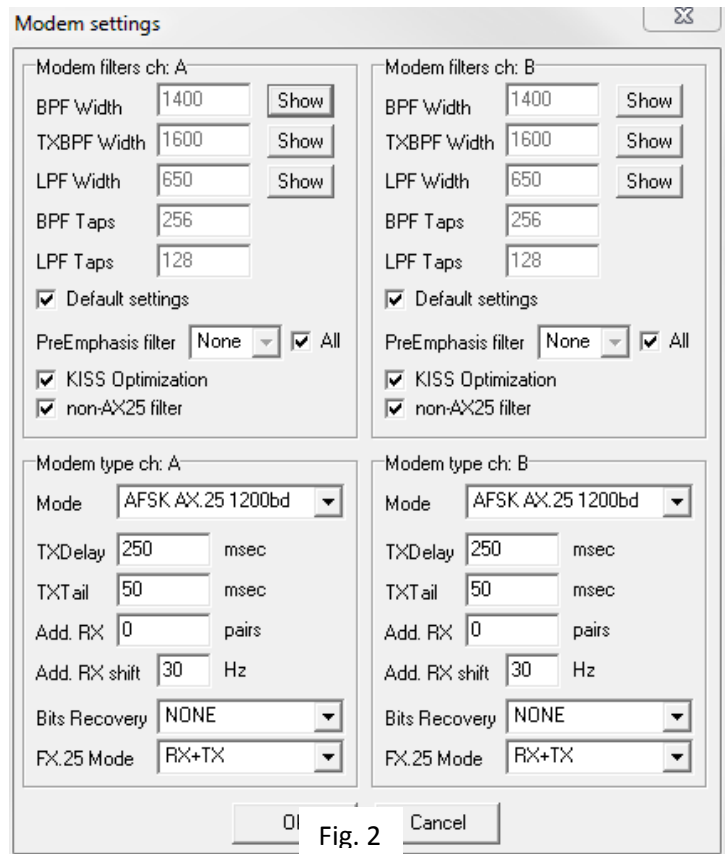 Modem settings
Modem filters ch: A
BPF Width 1400 Show
TXBPF Width 1600 Show
LPF Width 650 Show
BPF Taps 256
LPF Taps 128
Default settings
PreEmphasis filter None All
KISS Optimization
non-AX25 filter
Modem filters ch: B
BPF Width 1400 Show
TXBPF Width 1600 Show
LPF Width 650 Show
BPF Taps 256
LPF Taps 128
Default settings
PreEmphasis filter None All
KISS Optimization
non-AX25 filter
Modem type ch: A
Mode AFSK AX.25 1200bd
TXDelay 250 msec
TXTail 50 msec
Add. RX 0 pairs
Add. RX shift 30 Hz
Bits Recovery NONE
FX.25 Mode RX+TX
Modem type ch: B
Mode AFSK AX.25 1200bd
TXDelay 250 msec
TXTail 50 msec
Add. RX 0 pairs
Add. RX shift 30 Hz
Bits Recovery NONE
FX.25 Mode RX+TX
Cancel
Fig. 2